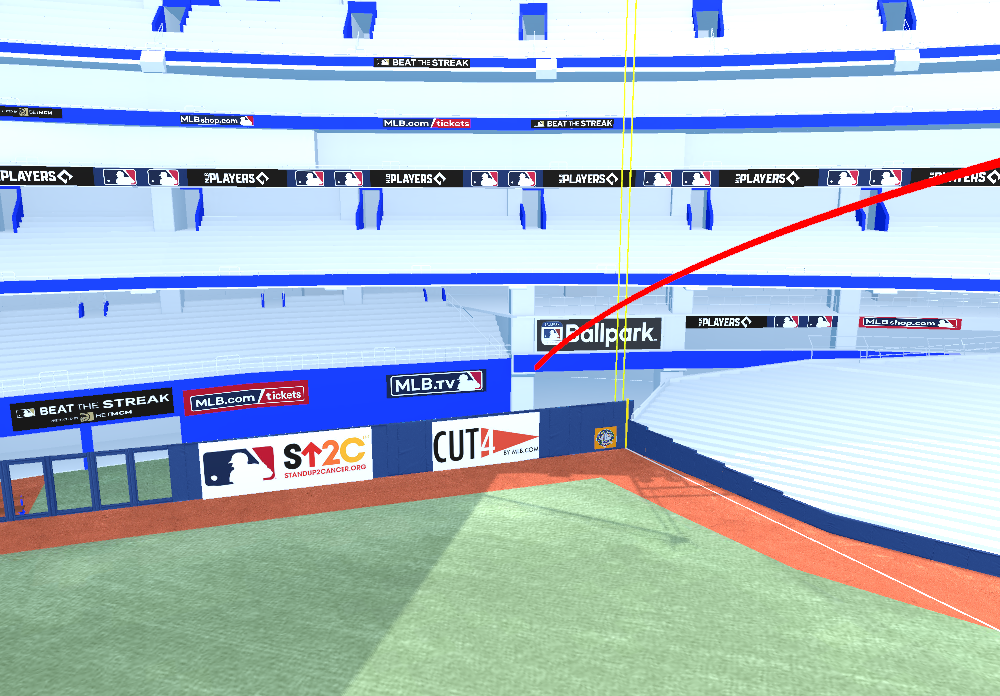 BEAT THE STREAK
MLBshop.com
MLB.com/tickets
BEAT THE STREAK
PLAYERS
PLAYERS
PLAYERS
PLAYERS
PLAYERS
PLAYERS
Ballpark.
PLAYERS
MLBshop.com
MLB.tv
MLB.com/tickets
BEAT THE STREAK
S↑2C
STANDUP2CANCER.ORG
CUT4
BY MLB.COM